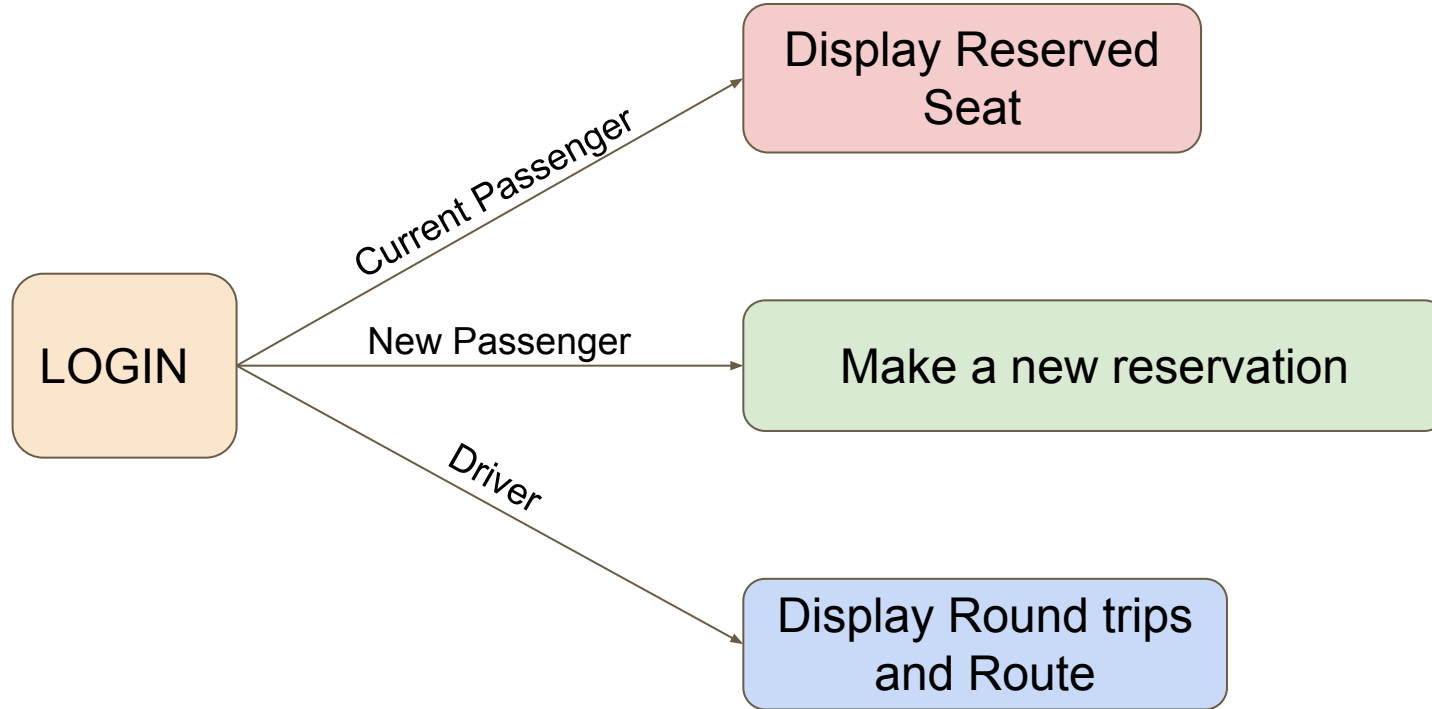 Display Reserved
Seat
Current Passenger
LOGIN
New Passenger
Make a new reservation
Driver
Display Round trips
and Route